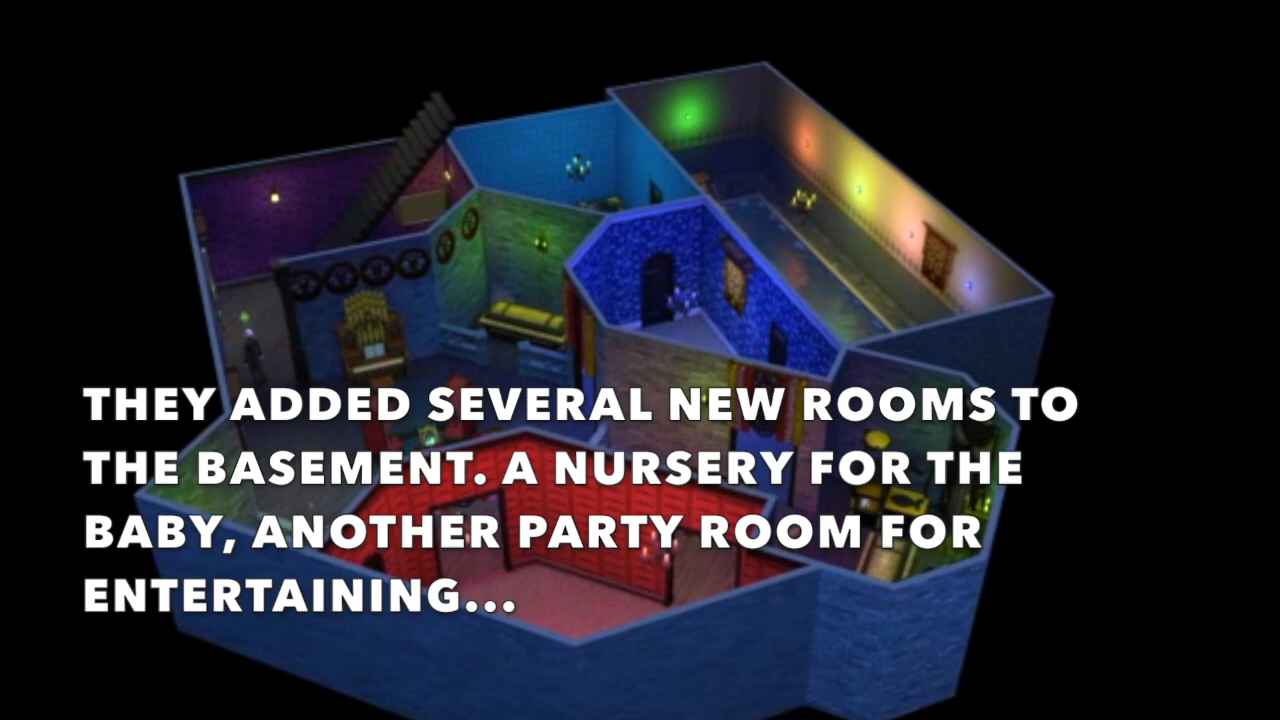 THEY ADDED SEVERAL NEW ROOMS TO
THE BASEMENT. A NURSERY FOR THE
BABY, ANOTHER PARTY ROOM FOR
ENTERTAINING...